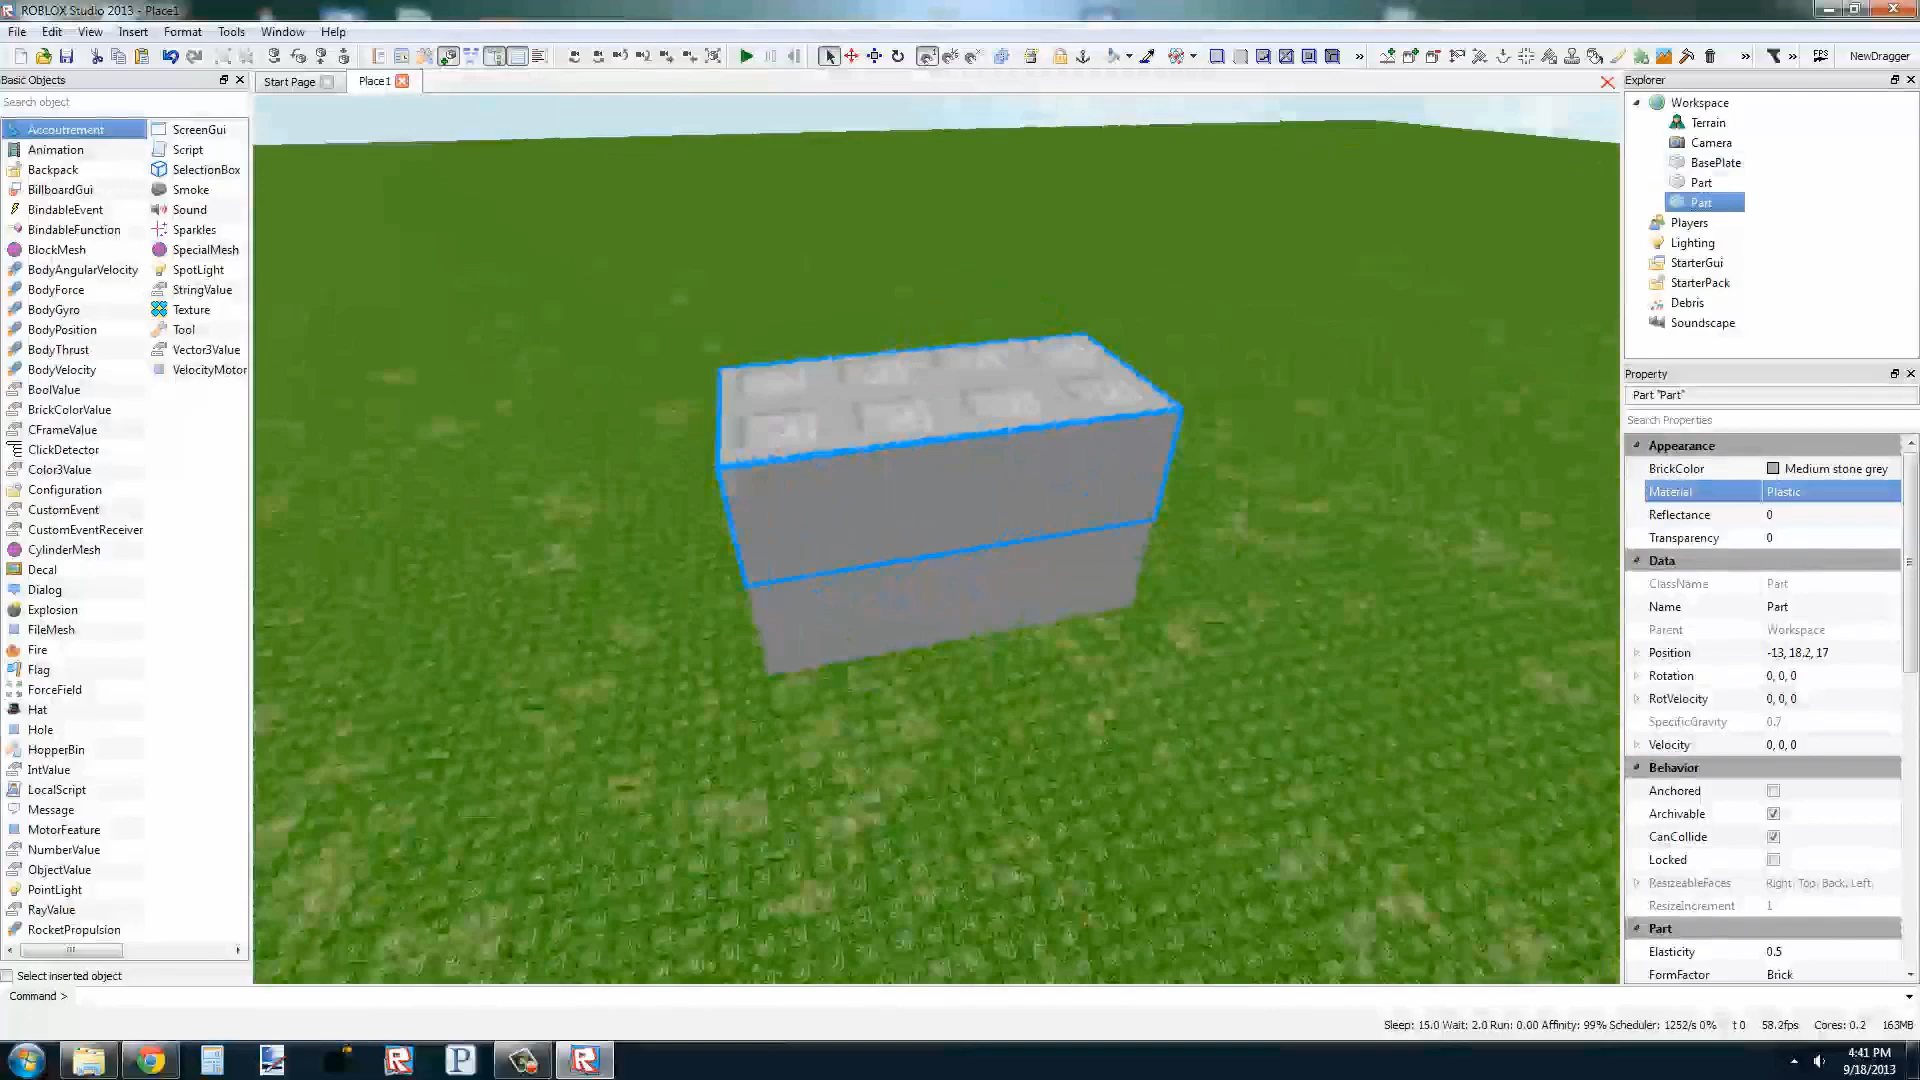 ROBLOX Studio 2013 - Place1
File Edit View Insert Format Tools Window Help
FPS NewDragger
Basic Objects
Search object
Accoutrement
Animation
Backpack
BillboardGui
BindableEvent
BindableFunction
BlockMesh
BodyAngularVelocity
BodyForce
BodyGyro
BodyPosition
BodyThrust
BodyVelocity
BoolValue
BrickColorValue
CFrameValue
ClickDetector
Color3Value
Configuration
CustomEvent
CustomEventReceiver
CylinderMesh
Decal
Dialog
Explosion
FileMesh
Fire
Flag
ForceField
Hat
Hole
HopperBin
IntValue
LocalScript
Message
MotorFeature
NumberValue
ObjectValue
PointLight
RayValue
RocketPropulsion
ScreenGui
Script
SelectionBox
Smoke
Sound
Sparkles
SpecialMesh
SpotLight
StringValue
Texture
Tool
Vector3Value
VelocityMotor
Select inserted object
Start Page
Place1
Explorer
Workspace
Terrain
Camera
BasePlate
Part
Part
Players
Lighting
StarterGui
StarterPack
Debris
Soundscape
Property
Part "Part"
Search Properties
Appearance
BrickColor Medium stone grey
Material Plastic
Reflectance 0
Transparency 0
Data
ClassName Part
Name Part
Parent Workspace
Position -13, 18.2, 17
Rotation 0, 0, 0
RotVelocity 0, 0, 0
SpecificGravity 0.7
Velocity 0, 0, 0
Behavior
Anchored
Archivable
CanCollide
Locked
ResizeableFaces Right, Top, Back, Left,
ResizeIncrement 1
Part
Elasticity 0.5
FormFactor Brick
Command >
Sleep: 15.0 Wait: 2.0 Run: 0.00 Affinity: 99% Scheduler: 1252/s 0% t 0 58.2fps Cores: 0.2 163MB
4:41 PM
9/18/2013